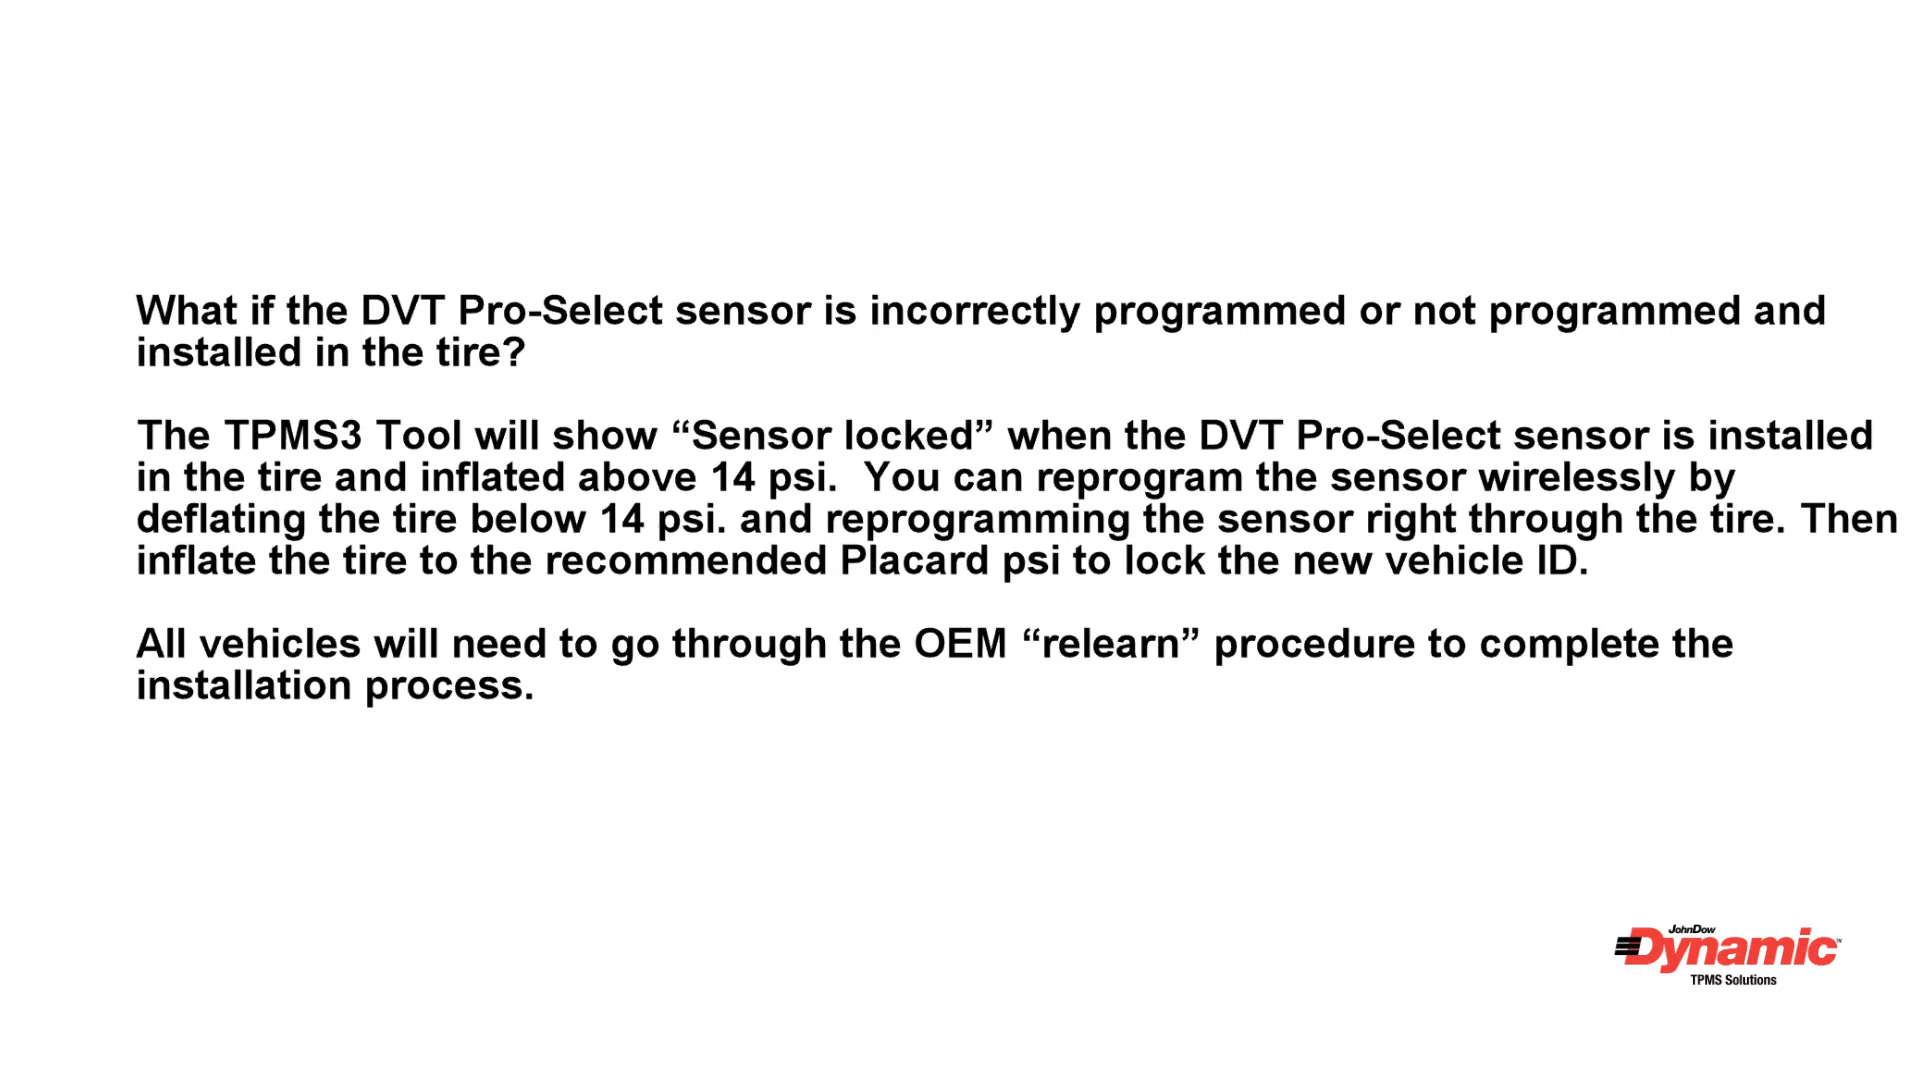 What if the DVT Pro-Select sensor is incorrectly programmed or not programmed and
installed in the tire?
The TPMS3 Tool will show “Sensor locked” when the DVT Pro-Select sensor is installed
in the tire and inflated above 14 psi.  You can reprogram the sensor wirelessly by
deflating the tire below 14 psi. and reprogramming the sensor right through the tire. Then
inflate the tire to the recommended Placard psi to lock the new vehicle ID.
All vehicles will need to go through the OEM “relearn” procedure to complete the
installation process.
JohnDow
Dynamic™
TPMS Solutions